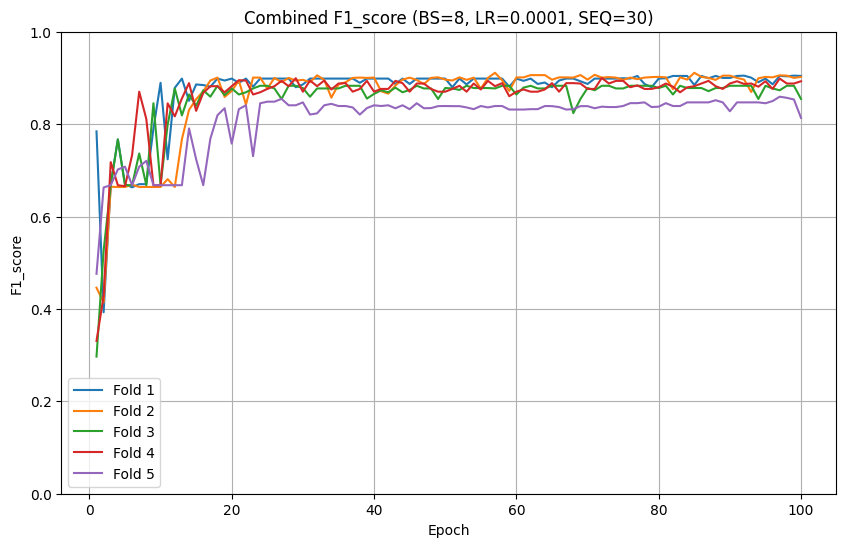 Combined F1_score (BS=8, LR=0.0001, SEQ=30)
F1_score
1.0
0.8
0.6
0.4
0.2
0.0
Fold 1
Fold 2
Fold 3
Fold 4
Fold 5
0 20 40 60 80 100
Epoch